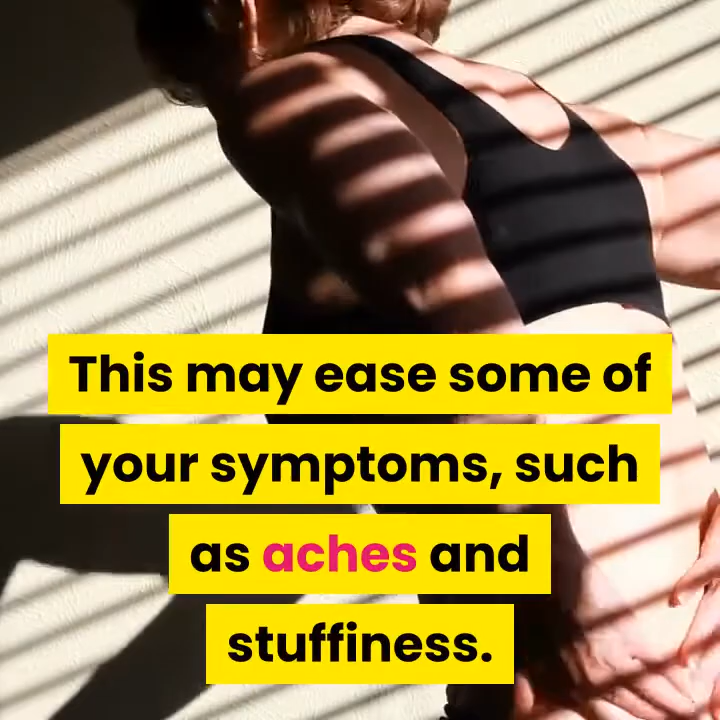 This may ease some of
your symptoms, such
as aches and
stuffiness.